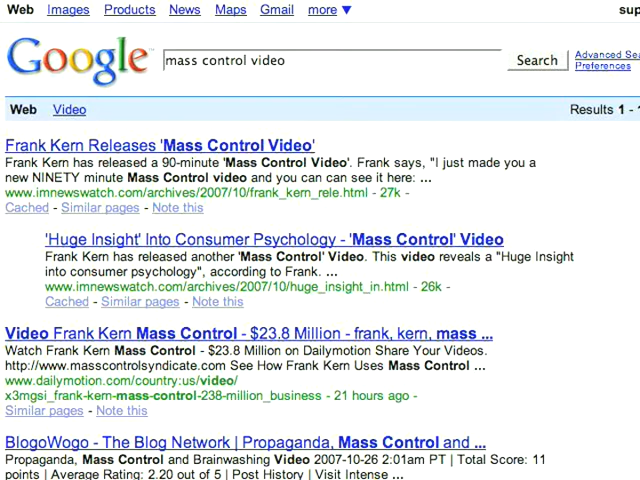 Web Images Products News Maps Gmail more ▼ sup
Google mass control video Search Advanced Sea
Preferences
Web Video Results 1 - 
Frank Kern Releases 'Mass Control Video'
Frank Kern has released a 90-minute 'Mass Control Video'. Frank says, "I just made you a
new NINETY minute Mass Control video and you can can see it here: ...
www.imnewswatch.com/archives/2007/10/frank_kern_rele.html - 27k -
Cached - Similar pages - Note this
'Huge Insight' Into Consumer Psychology - 'Mass Control' Video
Frank Kern has released another 'Mass Control' Video. This video reveals a "Huge Insight
into consumer psychology", according to Frank. ...
www.imnewswatch.com/archives/2007/10/huge_insight_in.html - 26k -
Cached - Similar pages - Note this
Video Frank Kern Mass Control - $23.8 Million - frank, kern, mass ...
Watch Frank Kern Mass Control - $23.8 Million on Dailymotion Share Your Videos.
http://www.masscontrolsyndicate.com See How Frank Kern Uses Mass Control ...
www.dailymotion.com/country:us/video/
x3mgsi_frank-kern-mass-control-238-million_business - 21 hours ago -
Similar pages - Note this
BlogoWogo - The Blog Network | Propaganda, Mass Control and ...
Propaganda, Mass Control and Brainwashing Video 2007-10-26 2:01am PT | Total Score: 11
points | Average Rating: 2.20 out of 5 | Post History | Visit Intense ...